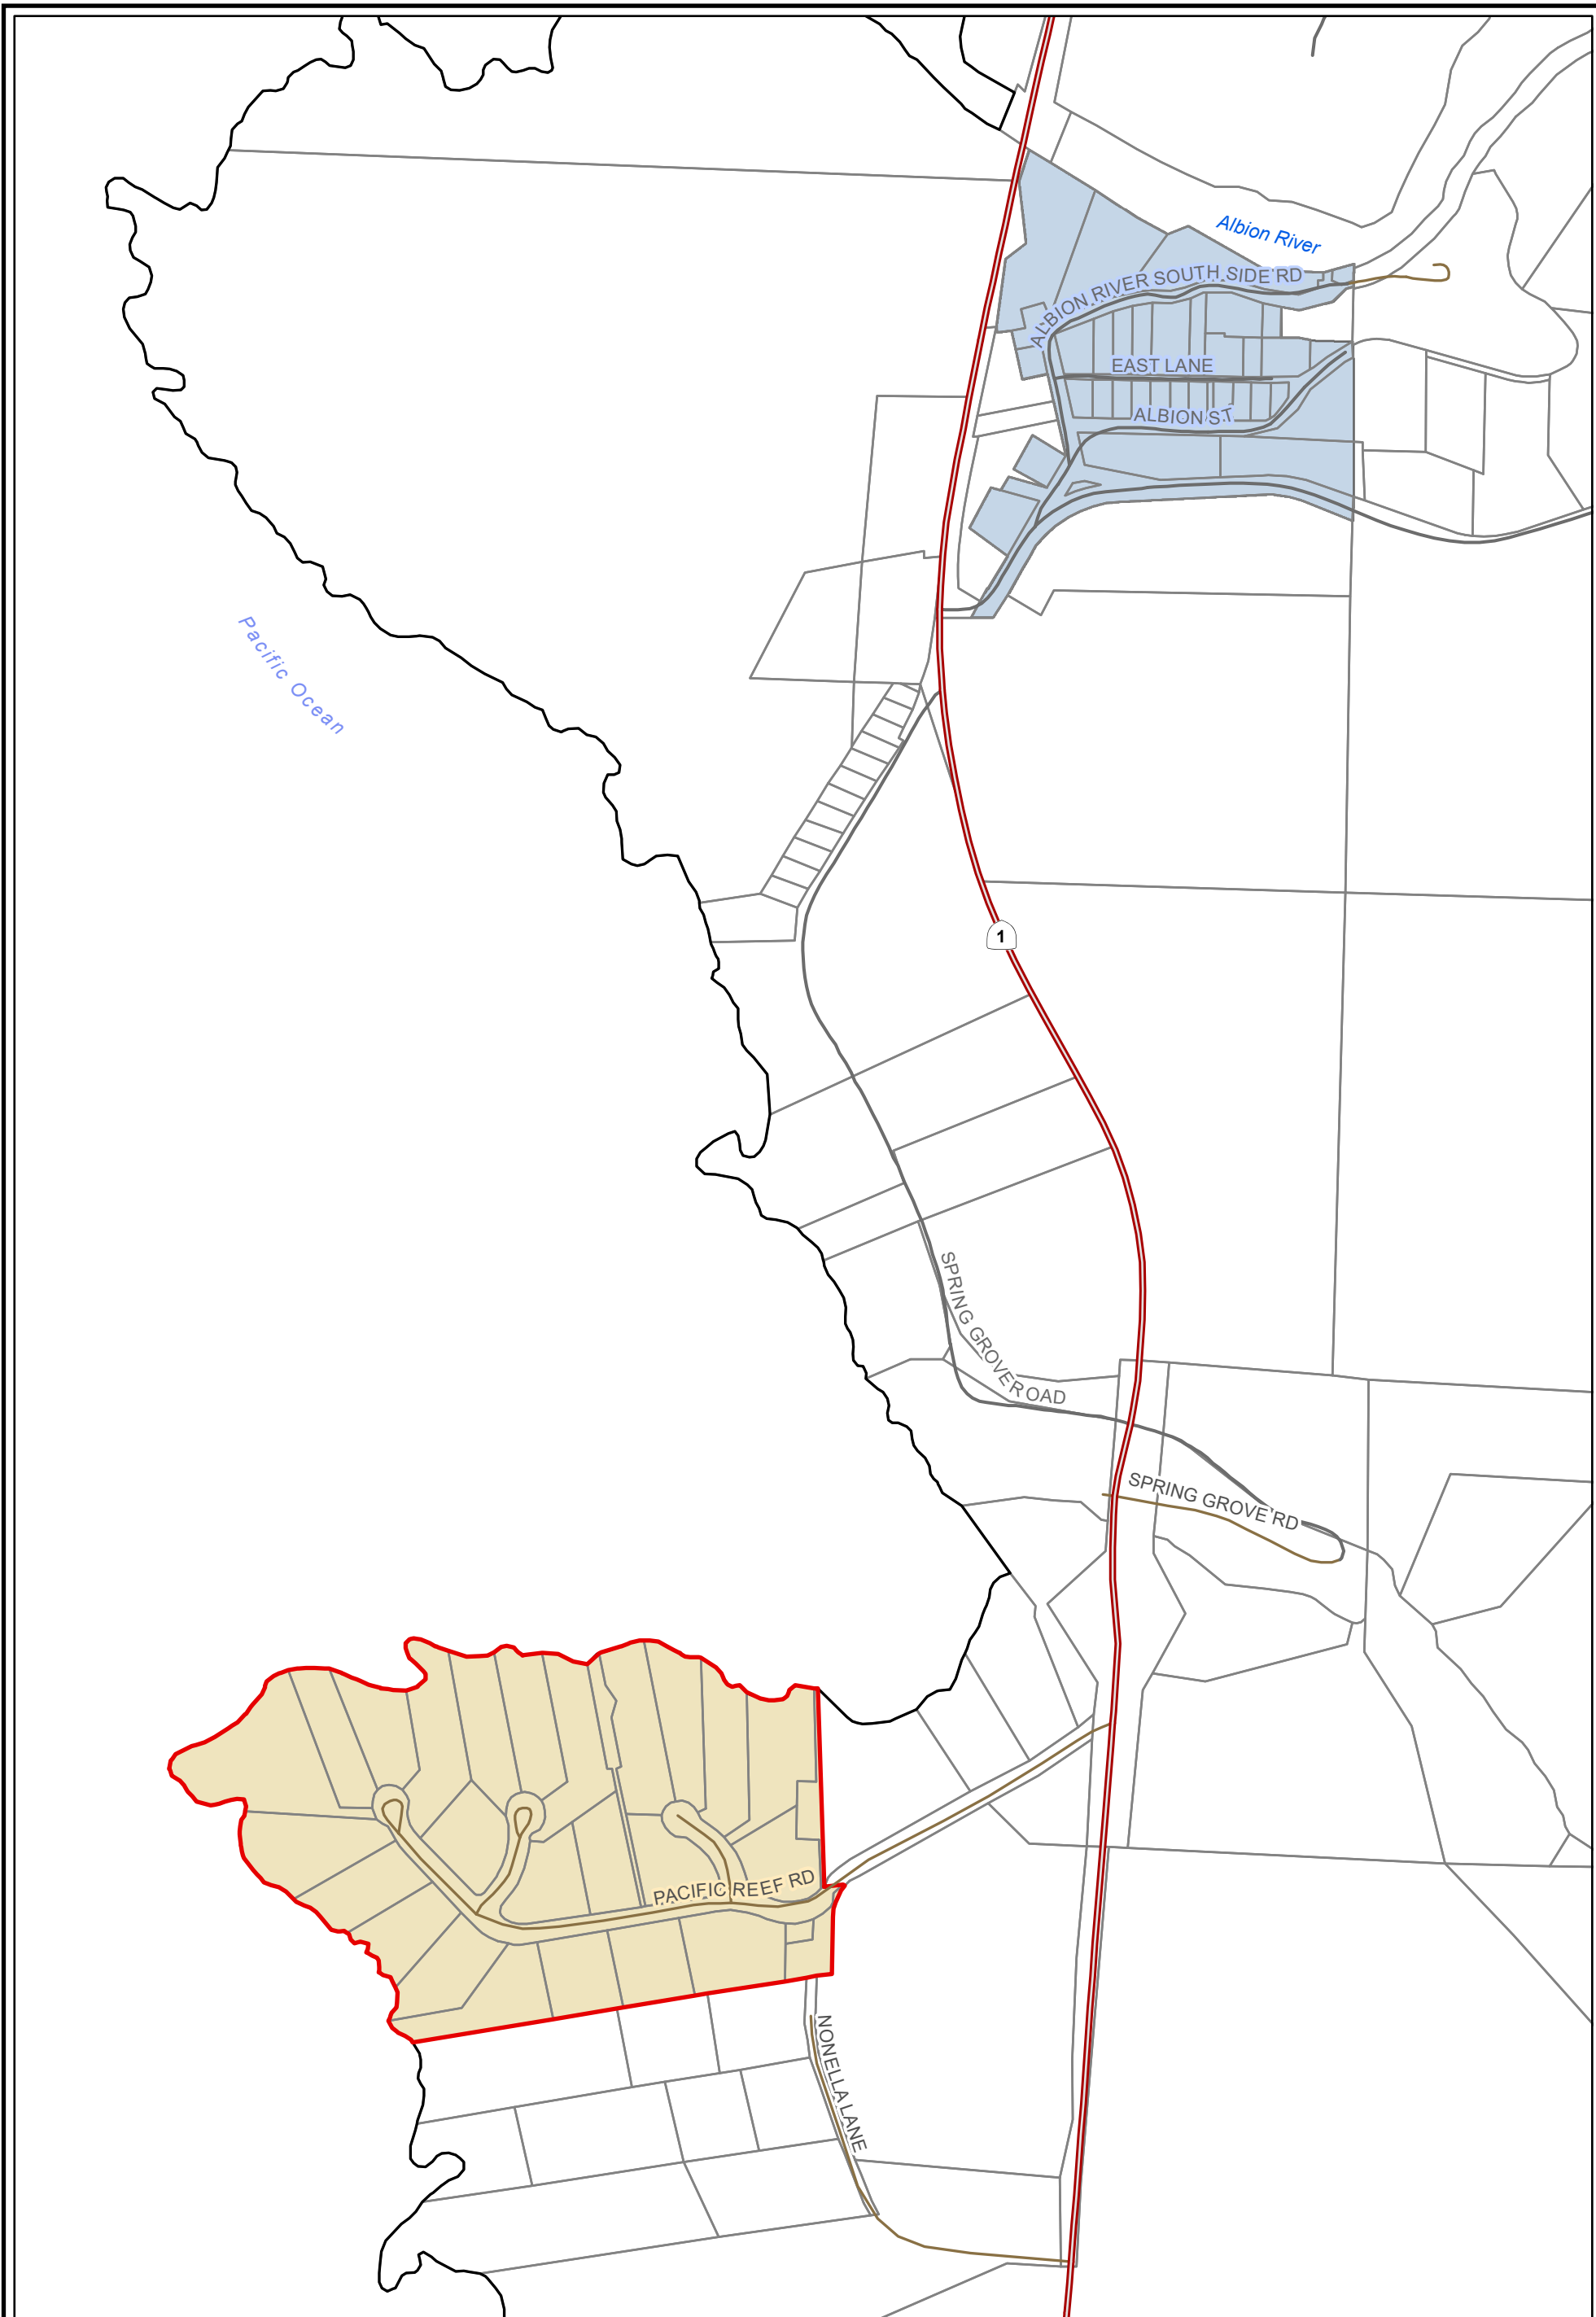 Albion River
ALBION RIVER SOUTH SIDE RD
EAST LANE
ALBION ST
Pacific Ocean
1
SPRING GROVE ROAD
SPRING GROVE RD
PACIFIC REEF RD
NONELLA LANE